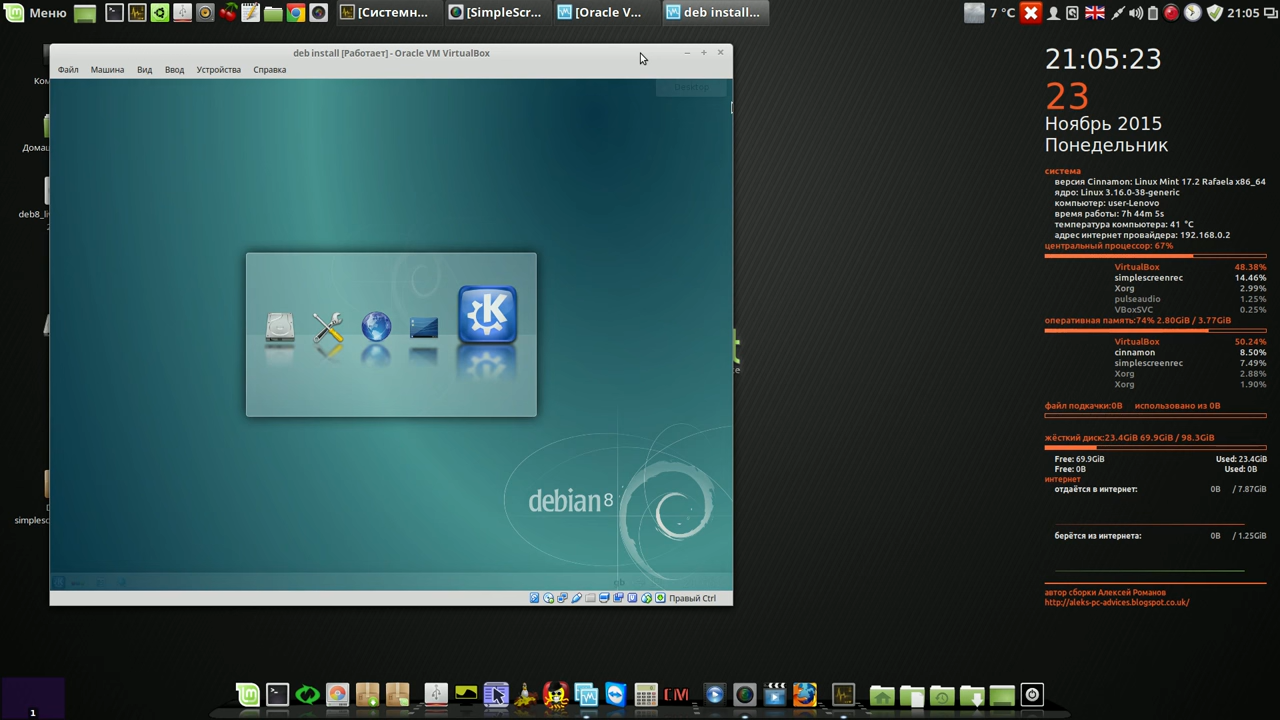 Меню
[Системн...
[SimpleScr...
[Oracle V...
deb install...
7 °C
21:05
deb install [Работает] - Oracle VM VirtualBox
Файл Машина Вид Ввод Устройства Справка
debian 8
gb
Правый Ctrl
21:05:23
23
Ноябрь 2015
Понедельник
система
версия Cinnamon: Linux Mint 17.2 Rafaela x86_64
ядро: Linux 3.16.0-38-generic
компьютер: user-Lenovo
время работы: 7h 44m 5s
температура компьютера: 41 °C
адрес интернет провайдера: 192.168.0.2
центральный процессор: 67%
VirtualBox 48.38%
simplescreenrec 14.46%
Xorg 2.99%
pulseaudio 1.25%
VBoxSVC 0.25%
оперативная память:74% 2.80GiB / 3.77GiB
VirtualBox 50.24%
cinnamon 8.50%
simplescreenrec 7.49%
Xorg 2.88%
Xorg 1.90%
файл подкачки:0B использовано из 0B
жёсткий диск:23.4GiB 69.9GiB / 98.3GiB
Free: 69.9GiB Used: 23.4GiB
Free: 0B Used: 0B
интернет
отдаётся в интернет: 0B / 7.87GiB
берётся из интернета: 0B / 1.25GiB
автор сборки Алексей Романов
http://aleks-pc-advices.blogspot.co.uk/
1